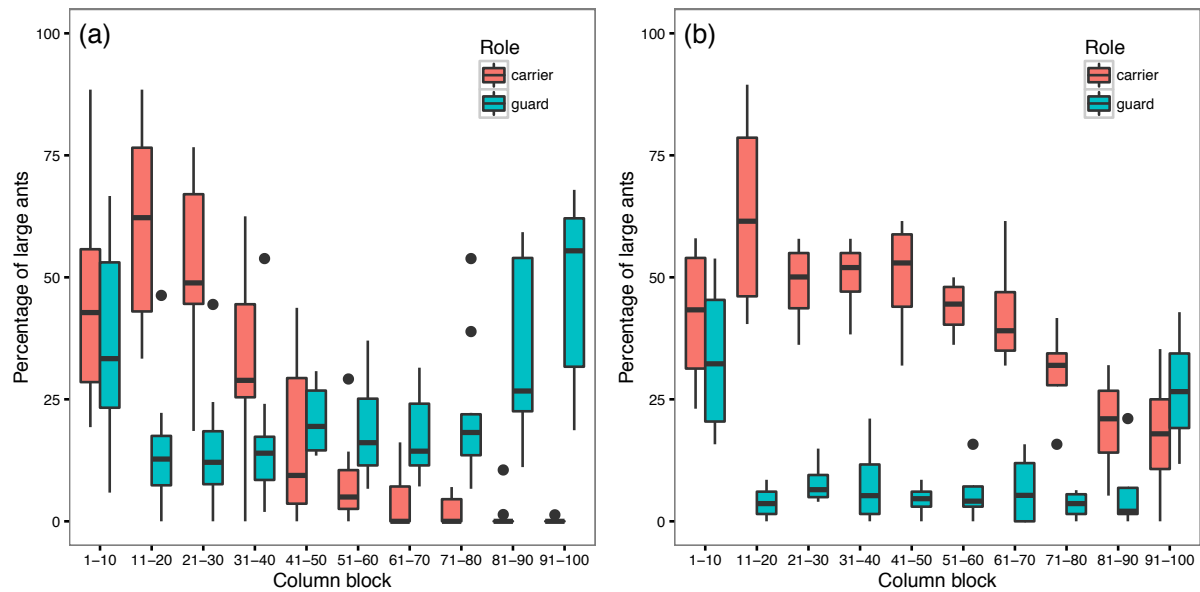 (a)
Role
carrier
guard
100
75
50
25
0
Percentage of large ants
1−10 11−20 21−30 31−40 41−50 51−60 61−70 71−80 81−90 91−100
Column block
(b)
Role
carrier
guard
100
75
50
25
0
Percentage of large ants
1−10 11−20 21−30 31−40 41−50 51−60 61−70 71−80 81−90 91−100
Column block